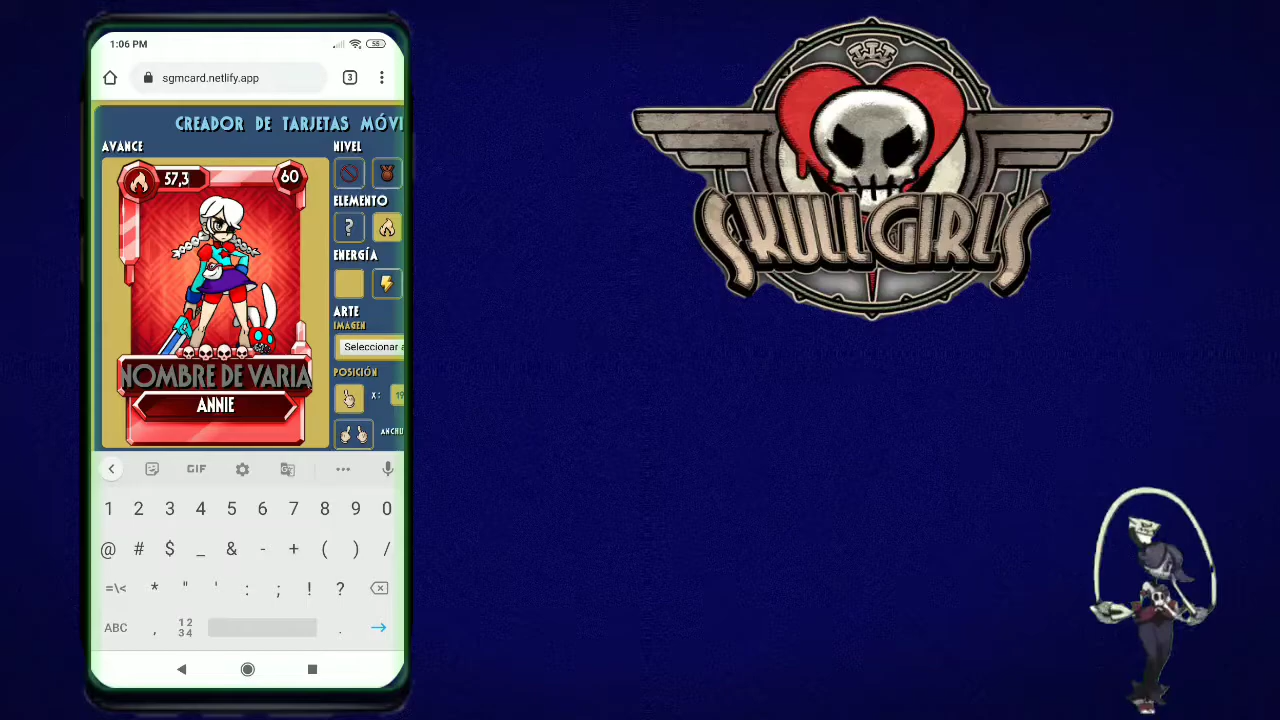 1:06 PM
55
sgmcard.netlify.app
3
CREADOR DE TARJETAS MÓVI
AVANCE
NIVEL
57,3
60
ELEMENTO
?
ENERGÍA
ARTE
IMAGEN
Seleccionar a
POSICIÓN
X: 19
NOMBRE DE VARIA
ANNIE
ANCHU
GIF
1 2 3 4 5 6 7 8 9 0
@ # $ _ & - + ( ) /
=\< * " ' : ; ! ?
ABC , 12 34 .
SKULLGIRLS